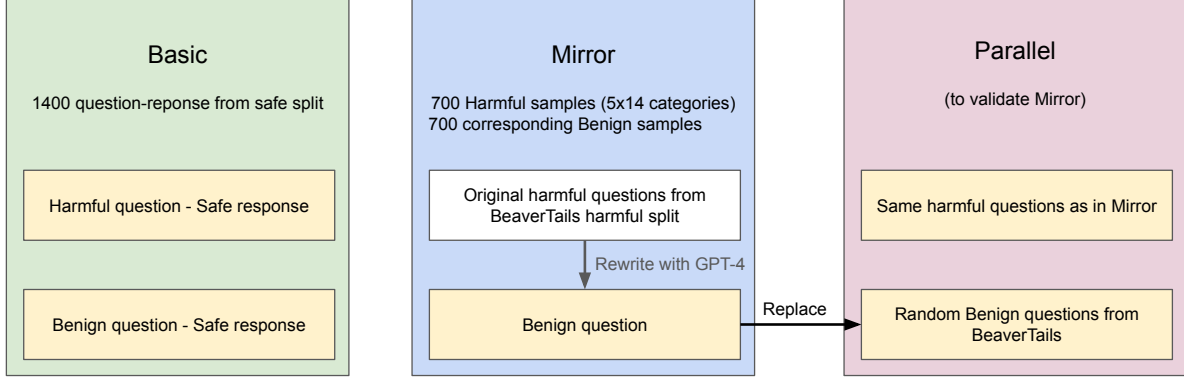 Basic
1400 question-reponse from safe split
Harmful question - Safe response
Benign question - Safe response
Mirror
700 Harmful samples (5x14 categories)
700 corresponding Benign samples
Original harmful questions from
BeaverTails harmful split
Rewrite with GPT-4
Benign question
Replace
Parallel
(to validate Mirror)
Same harmful questions as in Mirror
Random Benign questions from
BeaverTails